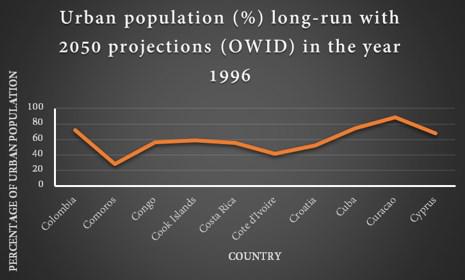 Urban population (%) long-run with
2050 projections (OWID) in the year
1996
PERCENTAGE OF URBAN POPULATION
100
80
60
40
20
0
Colombia
Comoros
Congo
Cook Islands
Costa Rica
Cote d'Ivoire
Croatia
Cuba
Curacao
Cyprus
COUNTRY